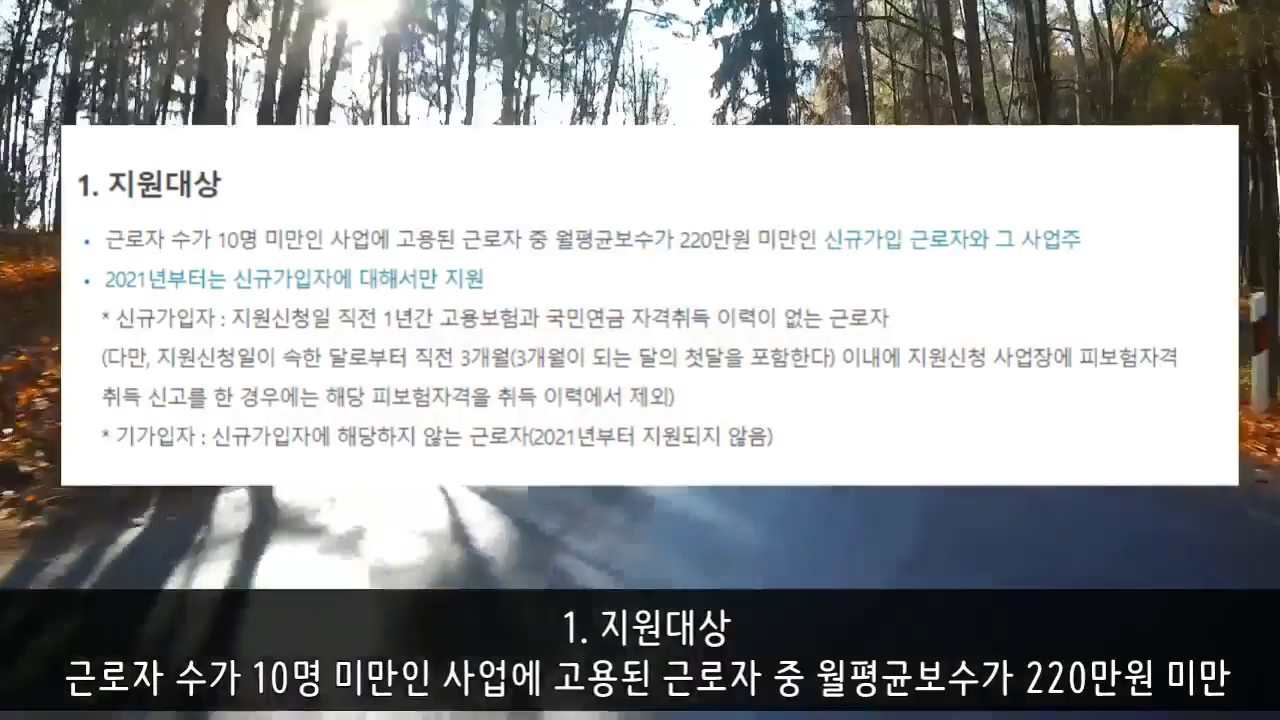 1. 지원대상
• 근로자 수가 10명 미만인 사업에 고용된 근로자 중 월평균보수가 220만원 미만인 신규가입 근로자와 그 사업주
• 2021년부터는 신규가입자에 대해서만 지원
* 신규가입자 : 지원신청일 직전 1년간 고용보험과 국민연금 자격취득 이력이 없는 근로자
(다만, 지원신청일이 속한 달로부터 직전 3개월(3개월이 되는 달의 첫달을 포함한다) 이내에 지원신청 사업장에 피보험자격
취득 신고를 한 경우에는 해당 피보험자격을 취득 이력에서 제외)
* 기가입자 : 신규가입자에 해당하지 않는 근로자(2021년부터 지원되지 않음)
1. 지원대상
근로자 수가 10명 미만인 사업에 고용된 근로자 중 월평균보수가 220만원 미만